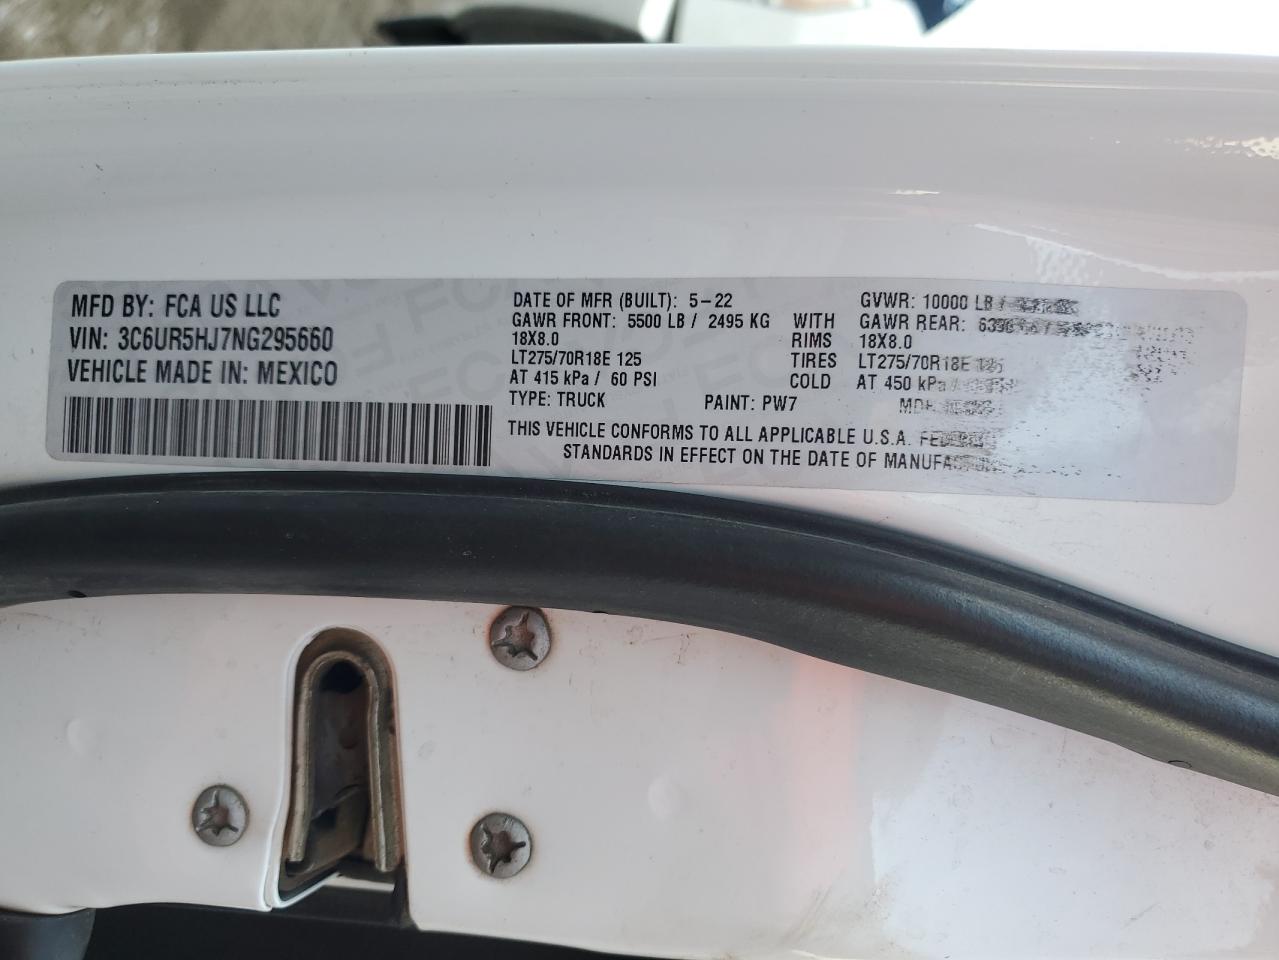 MFD BY: FCA US LLC
VIN: 3C6UR5HJ7NG295660
VEHICLE MADE IN: MEXICO
DATE OF MFR (BUILT): 5-22
GVWR: 10000 LB /
GAWR FRONT: 5500 LB / 2495 KG WITH GAWR REAR:
18X8.0 RIMS 18X8.0
LT275/70R18E 125 TIRES LT275/70R18E 125
AT 415 kPa / 60 PSI COLD AT 450 kPa /
TYPE: TRUCK PAINT: PW7
THIS VEHICLE CONFORMS TO ALL APPLICABLE U.S.A.
STANDARDS IN EFFECT ON THE DATE OF